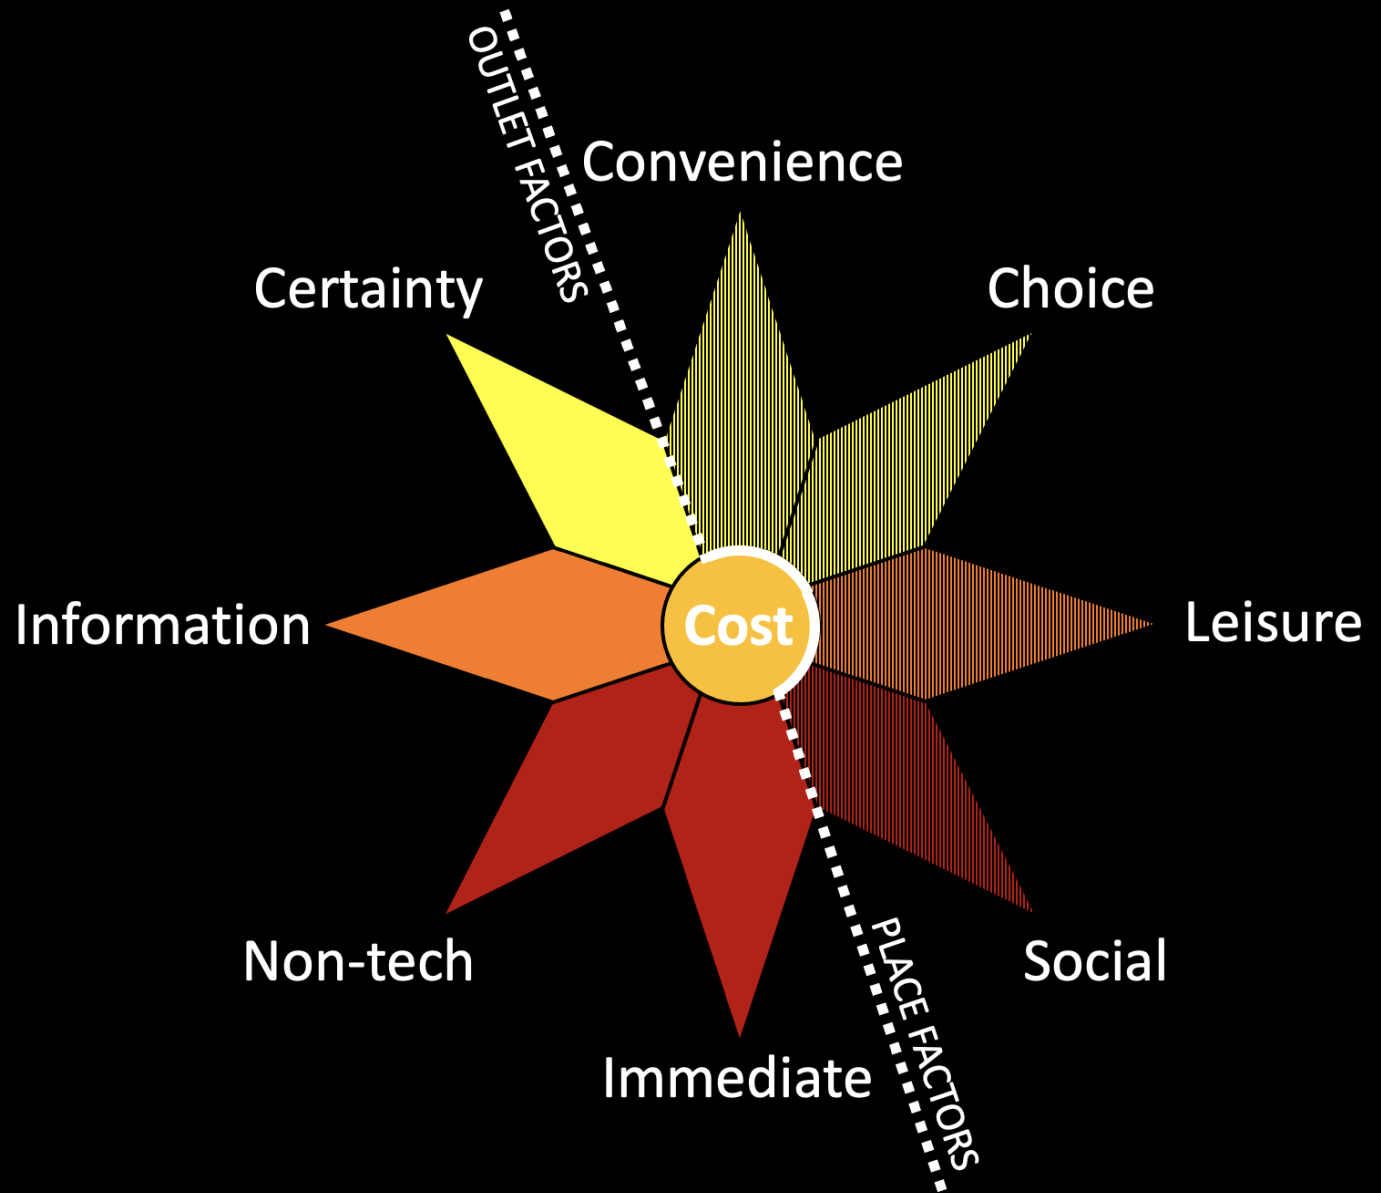 OUTLET FACTORS
Convenience
Certainty
Choice
Information
Cost
Leisure
Non-tech
Social
Immediate
PLACE FACTORS